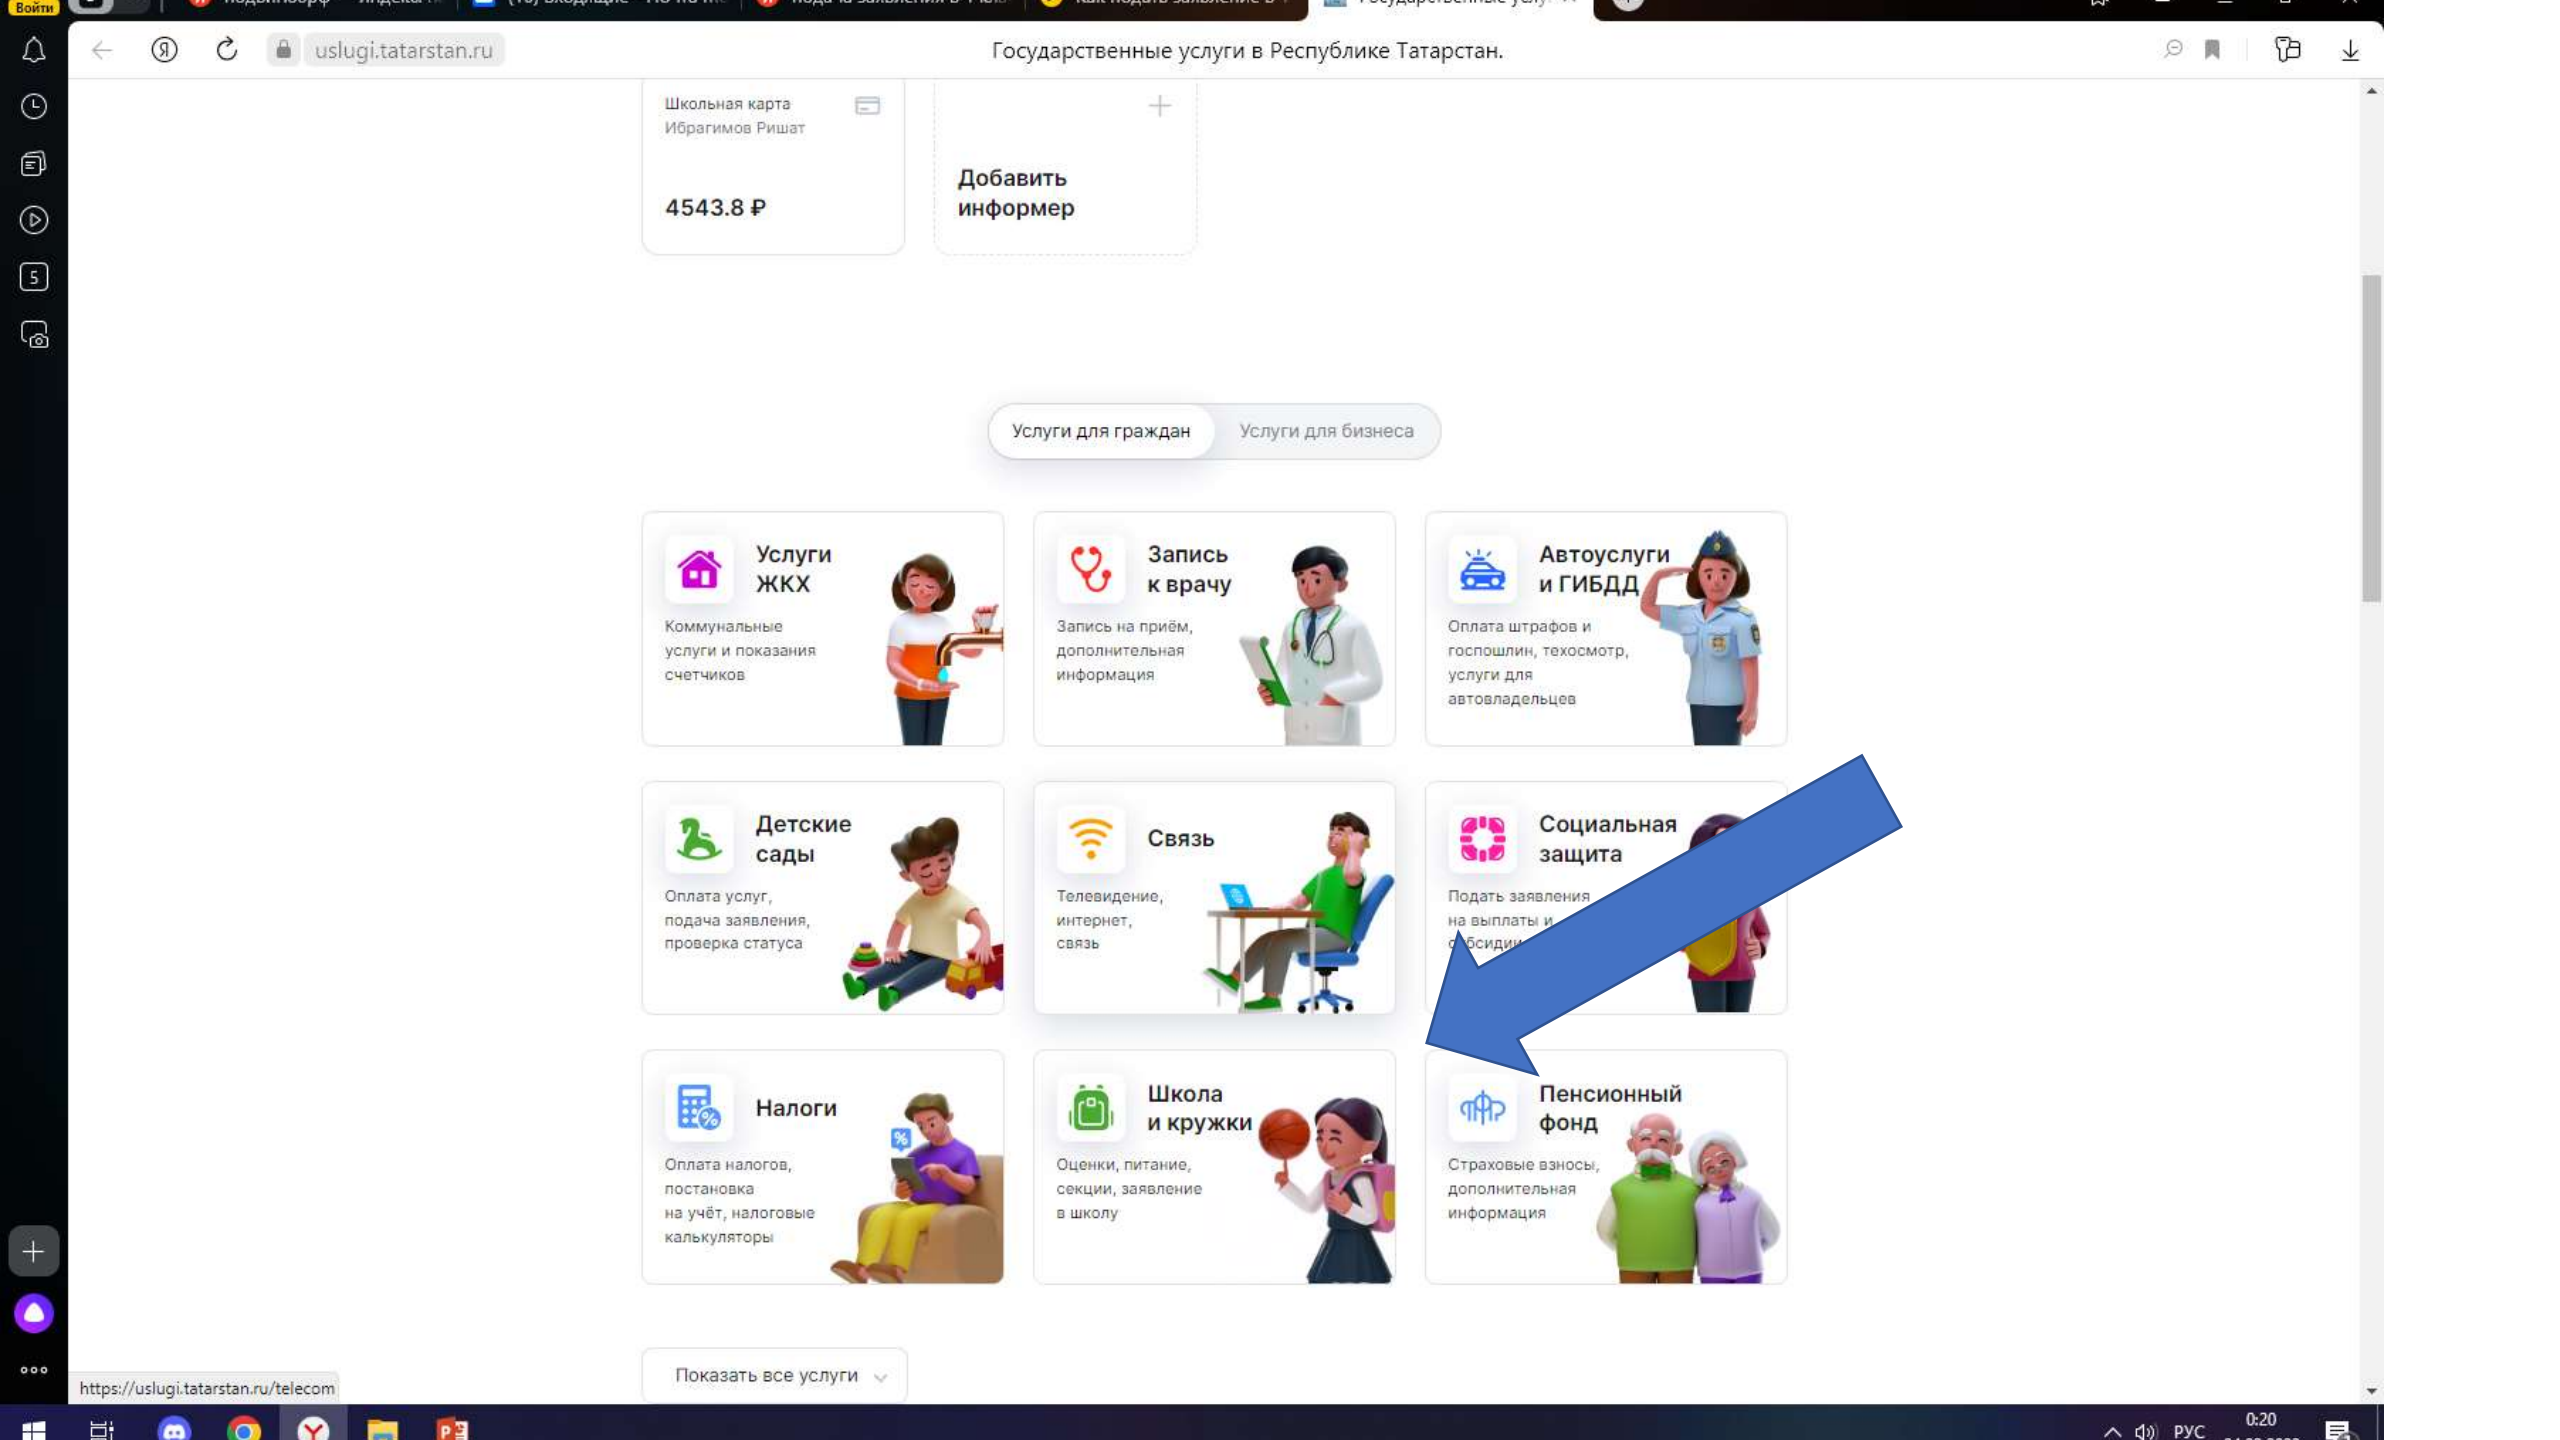 Войти
uslugi.tatarstan.ru
Государственные услуги в Республике Татарстан.
5
Школьная карта
Ибрагимов Ришат
4543.8 ₽
Добавить
информер
Услуги для граждан
Услуги для бизнеса
Услуги
ЖКХ
Коммунальные
услуги и показания
счетчиков
Запись
к врачу
Запись на приём,
дополнительная
информация
Автоуслуги
и ГИБДД
Оплата штрафов и
госпошлин, техосмотр,
услуги для
автовладельцев
Детские
сады
Оплата услуг,
подача заявления,
проверка статуса
Связь
Телевидение,
интернет,
связь
Социальная
защита
Подать заявления
на выплаты и
Налоги
Оплата налогов,
постановка
на учёт, налоговые
калькуляторы
Школа
и кружки
Оценки, питание,
секции, заявление
в школу
Пенсионный
фонд
Страховые взносы,
дополнительная
информация
Показать все услуги
https://uslugi.tatarstan.ru/telecom
РУС
0:20